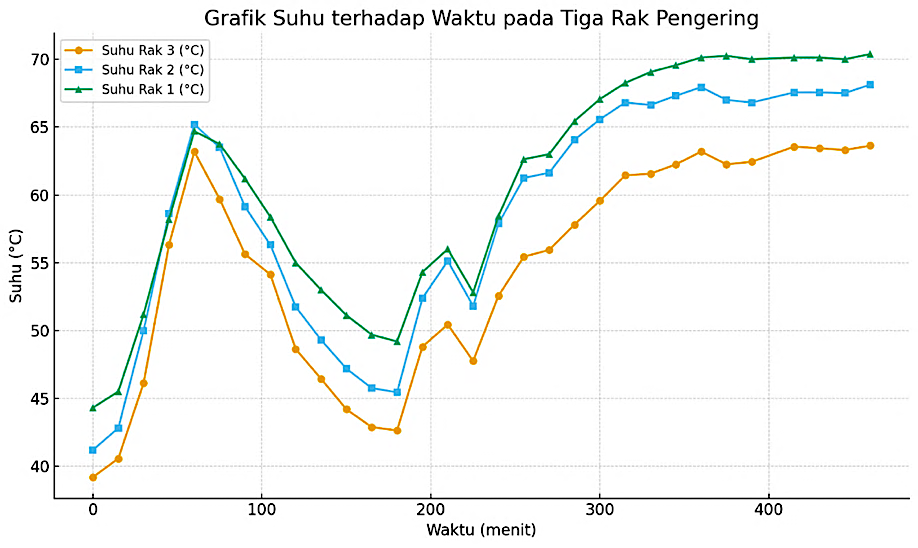 Grafik Suhu terhadap Waktu pada Tiga Rak Pengering
Suhu Rak 3 (°C)
Suhu Rak 2 (°C)
Suhu Rak 1 (°C)
Suhu (°C)
70
65
60
55
50
45
40
0 100 200 300 400
Waktu (menit)